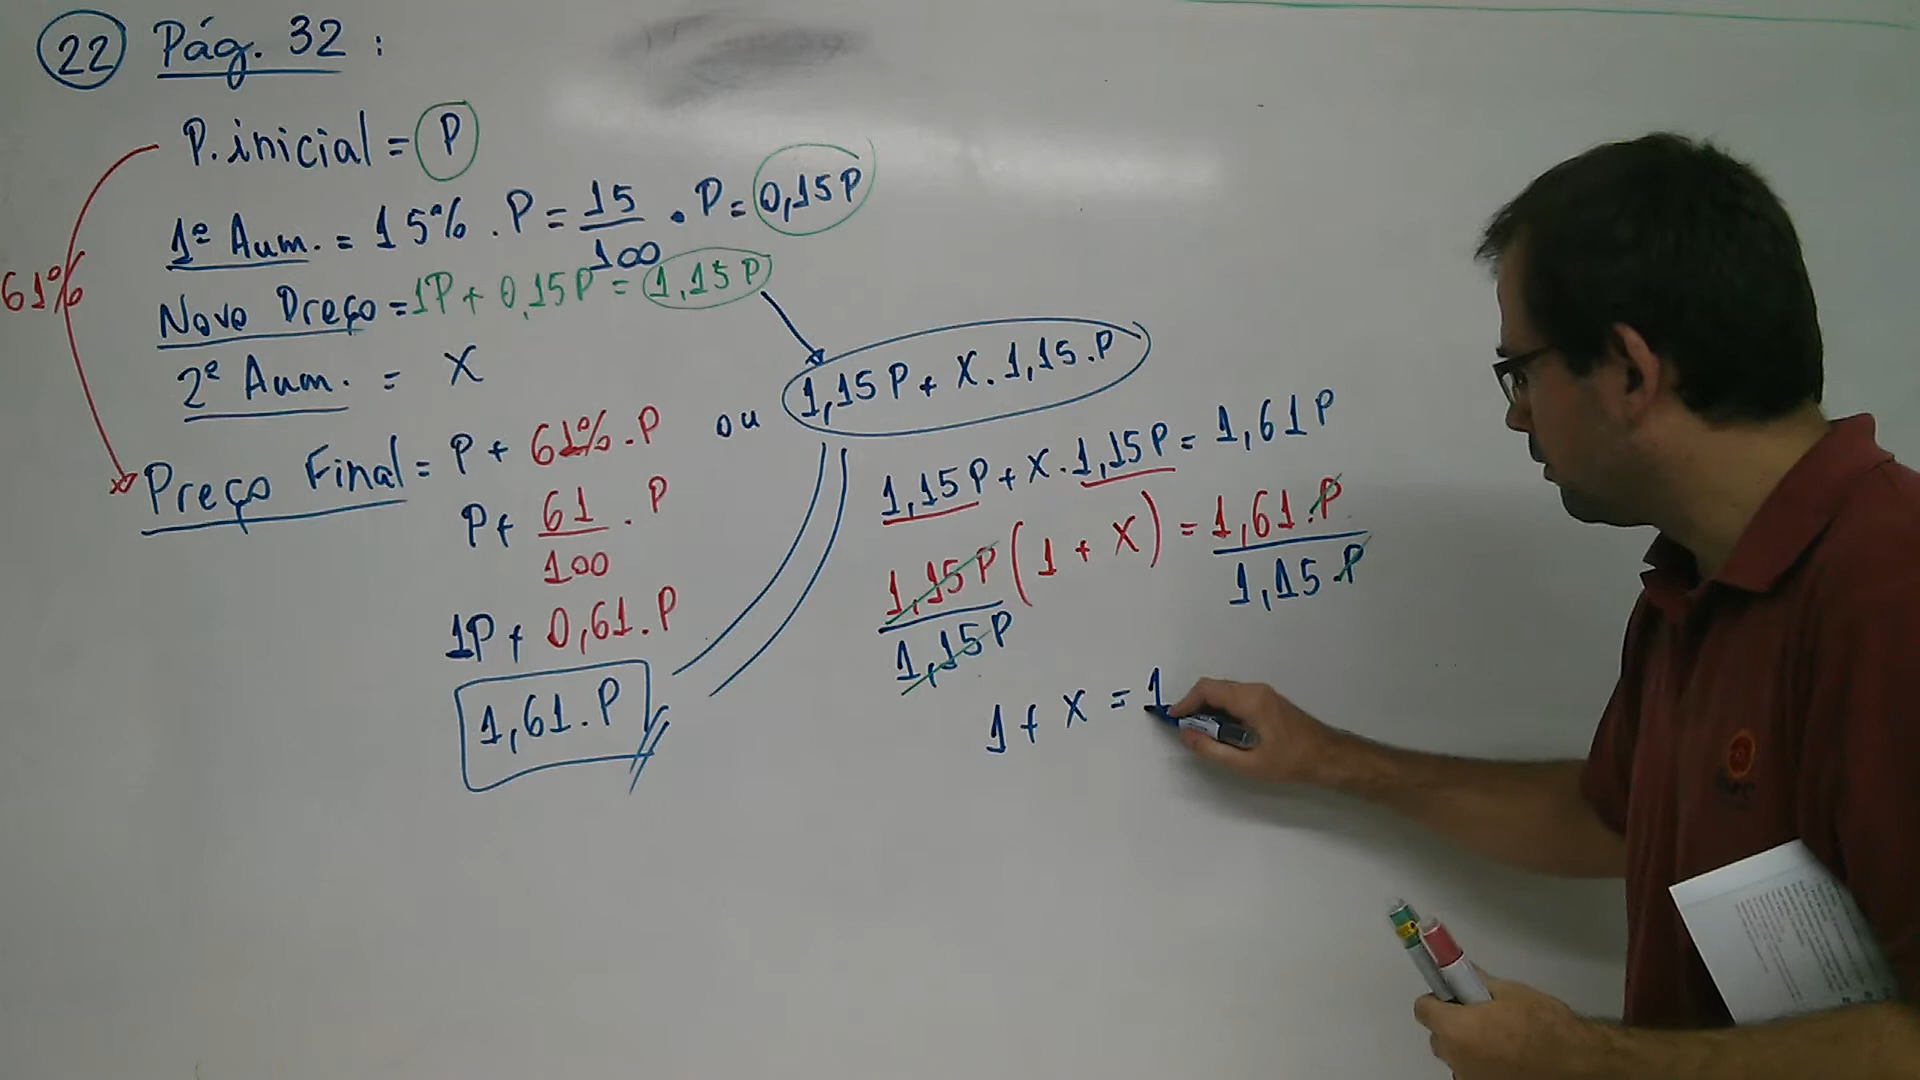 22 Pág. 32 :
P. inicial = P
1º Aum. = 15% . P = 15/100 . P = 0,15P
61%
Novo Preço = 1P + 0,15P = 1,15P
2º Aum. = X
ou 1,15P + X . 1,15 . P
Preço Final = P + 61% . P
P + 61/100 . P
1P + 0,61 . P
1,61 . P
1,15P + X . 1,15P = 1,61P
1,15P (1 + X) = 1,61 . P
1,15P 1,15 P
1 + X = 1